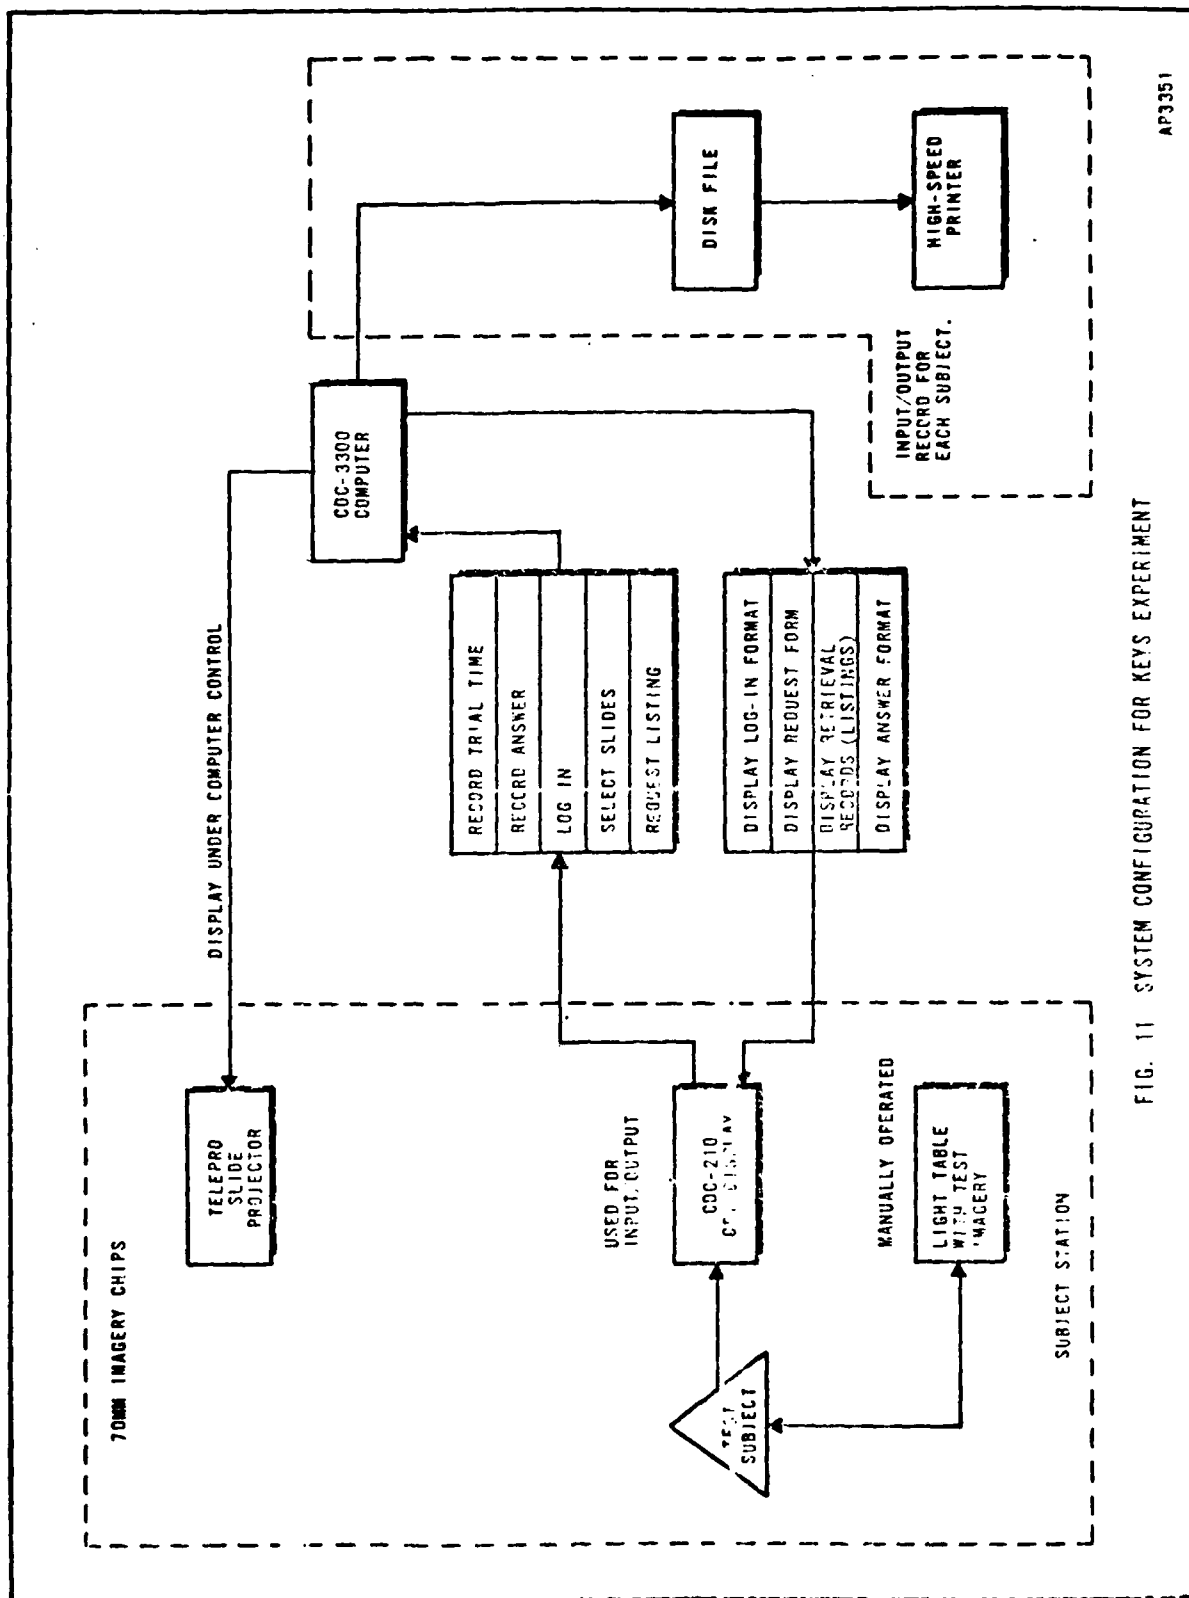 70MM IMAGERY CHIPS
TELEPRO
SLIDE
PROJECTOR
DISPLAY UNDER COMPUTER CONTROL
CDC-3300
COMPUTER
RECORD TRIAL TIME
RECORD ANSWER
LOG IN
SELECT SLIDES
REQUEST LISTING
DISPLAY LOG-IN FORMAT
DISPLAY REQUEST FORM
DISPLAY RETRIEVAL
RECORDS (LISTINGS)
DISPLAY ANSWER FORMAT
USED FOR
INPUT/OUTPUT
CDC-210
DISPLAY
TEST
SUBJECT
MANUALLY OPERATED
LIGHT TABLE
WITH TEST
IMAGERY
SUBJECT STATION
DISK FILE
HIGH-SPEED
PRINTER
INPUT/OUTPUT
RECORD FOR
EACH SUBJECT.
FIG. 11 SYSTEM CONFIGURATION FOR KEYS EXPERIMENT
AP3351